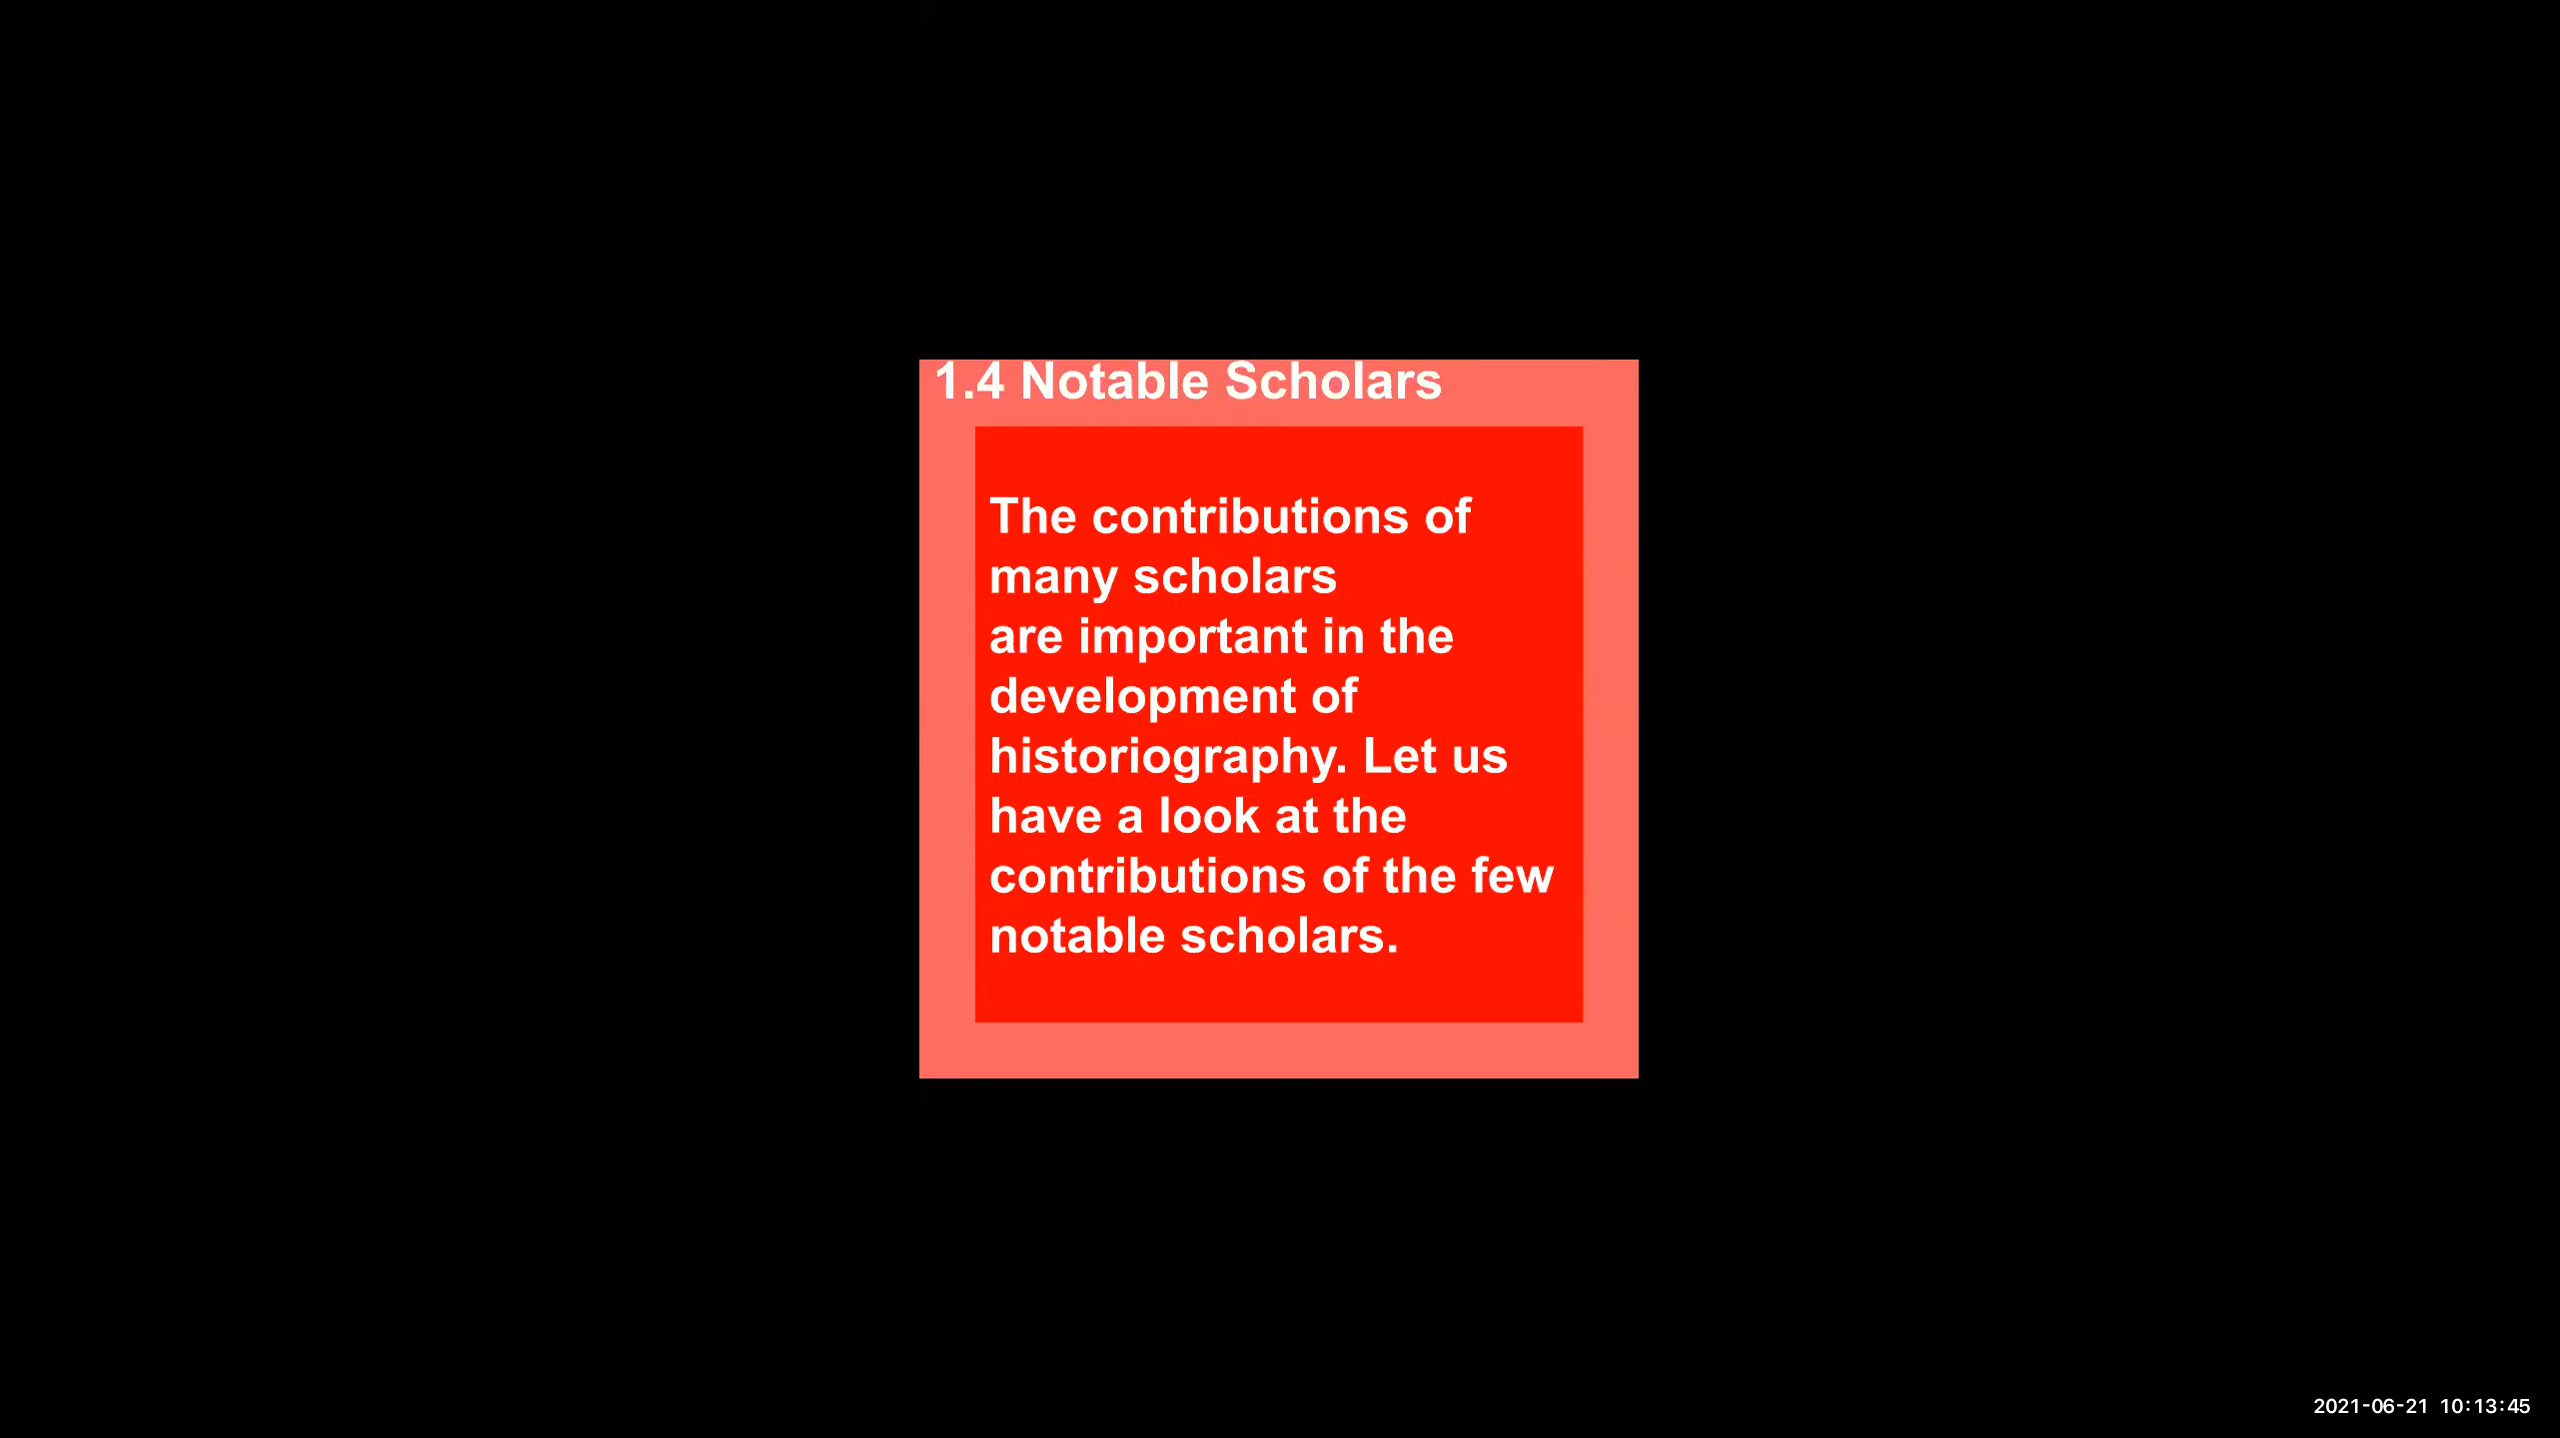 1.4 Notable Scholars
The contributions of
many scholars
are important in the
development of
historiography. Let us
have a look at the
contributions of the few
notable scholars.
2021-06-21 10:13:45